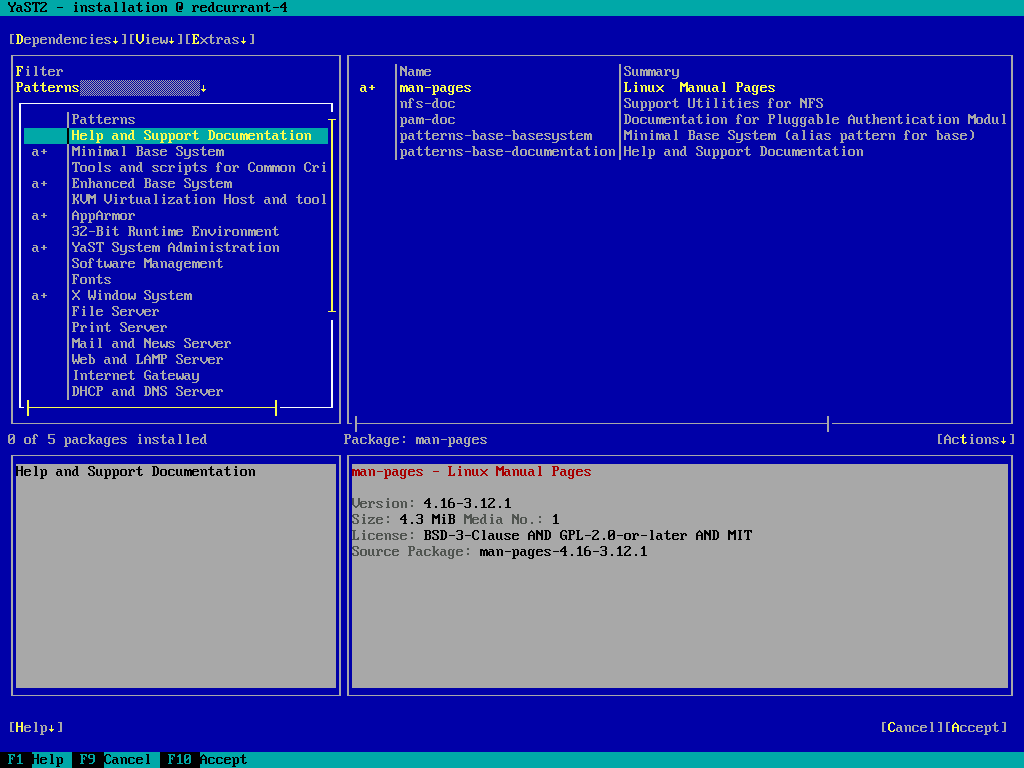 YaST2 - installation @ redcurrant-4
[Dependencies↓][View↓][Extras↓]
Filter
Patterns ↓
Patterns
Help and Support Documentation
a+ Minimal Base System
Tools and scripts for Common Cri
a+ Enhanced Base System
KVM Virtualization Host and tool
a+ AppArmor
32-Bit Runtime Environment
a+ YaST System Administration
Software Management
Fonts
a+ X Window System
File Server
Print Server
Mail and News Server
Web and LAMP Server
Internet Gateway
DHCP and DNS Server
Name Summary
a+ man-pages Linux  Manual Pages
nfs-doc Support Utilities for NFS
pam-doc Documentation for Pluggable Authentication Modul
patterns-base-basesystem Minimal Base System (alias pattern for base)
patterns-base-documentation Help and Support Documentation
0 of 5 packages installed
Package: man-pages [Actions↓]
Help and Support Documentation
man-pages - Linux Manual Pages
Version: 4.16-3.12.1
Size: 4.3 MiB Media No.: 1
License: BSD-3-Clause AND GPL-2.0-or-later AND MIT
Source Package: man-pages-4.16-3.12.1
[Help↓] [Cancel][Accept]
F1 Help F9 Cancel F10 Accept